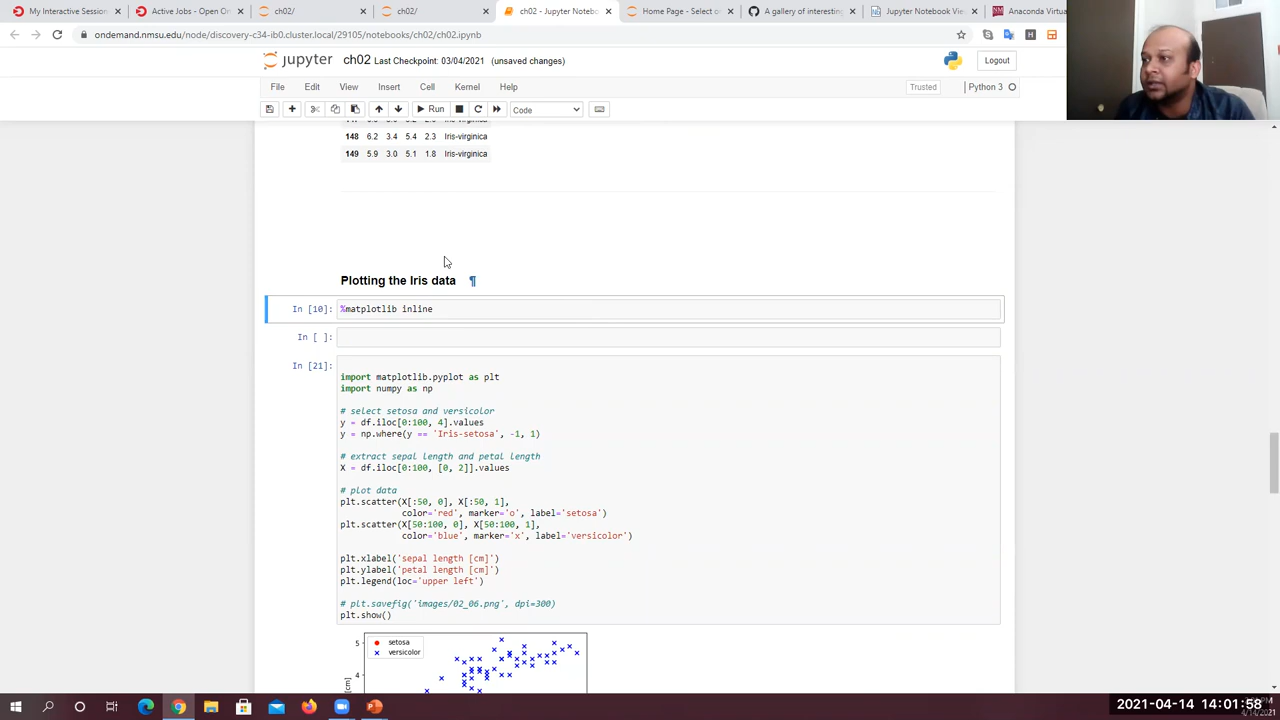 My Interactive Session
Active Jobs - Open On
ch02/
ch02/
ch02 - Jupyter Notebo
Home Page - Select o
A gallery of interesting
Jupyter Notebook Vie
Anaconda Virtua
ondemand.nmsu.edu/node/discovery-c34-ib0.cluster.local/29105/notebooks/ch02/ch02.ipynb
jupyter ch02 Last Checkpoint: 03/04/2021 (unsaved changes)
Logout
File Edit View Insert Cell Kernel Help
Trusted
Python 3
Run
Code
148 6.2 3.4 5.4 2.3 Iris-virginica
149 5.9 3.0 5.1 1.8 Iris-virginica
Plotting the Iris data ¶
In [10]: %matplotlib inline
In [ ]:
In [21]:
import matplotlib.pyplot as plt
import numpy as np
# select setosa and versicolor
y = df.iloc[0:100, 4].values
y = np.where(y == 'Iris-setosa', -1, 1)
# extract sepal length and petal length
X = df.iloc[0:100, [0, 2]].values
# plot data
plt.scatter(X[:50, 0], X[:50, 1],
color='red', marker='o', label='setosa')
plt.scatter(X[50:100, 0], X[50:100, 1],
color='blue', marker='x', label='versicolor')
plt.xlabel('sepal length [cm]')
plt.ylabel('petal length [cm]')
plt.legend(loc='upper left')
# plt.savefig('images/02_06.png', dpi=300)
plt.show()
5
setosa
versicolor
4
[cm]
2021-04-14 14:01:58